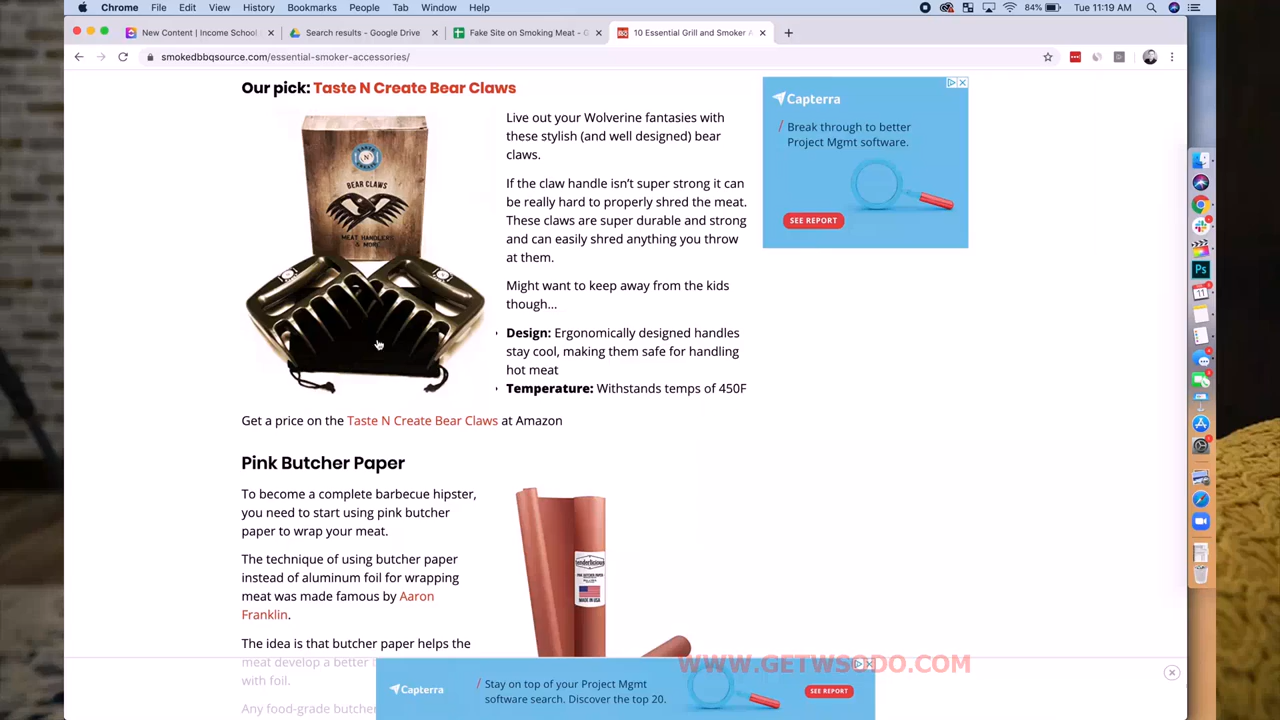 Chrome File Edit View History Bookmarks People Tab Window Help
84% Tue 11:19 AM
New Content | Income School
Search results - Google Drive
Fake Site on Smoking Meat - G
10 Essential Grill and Smoker A
smokedbbqsource.com/essential-smoker-accessories/
Our pick: Taste N Create Bear Claws
BEAR CLAWS
MEAT HANDLERS
& MORE
Live out your Wolverine fantasies with
these stylish (and well designed) bear
claws.
If the claw handle isn't super strong it can
be really hard to properly shred the meat.
These claws are super durable and strong
and can easily shred anything you throw
at them.
Might want to keep away from the kids
though...
Design: Ergonomically designed handles
stay cool, making them safe for handling
hot meat
Temperature: Withstands temps of 450F
Capterra
/ Break through to better
Project Mgmt software.
SEE REPORT
Get a price on the Taste N Create Bear Claws at Amazon
Pink Butcher Paper
To become a complete barbecue hipster,
you need to start using pink butcher
paper to wrap your meat.
The technique of using butcher paper
instead of aluminum foil for wrapping
meat was made famous by Aaron
Franklin.
The idea is that butcher paper helps the
meat develop a better
with foil.
Any food-grade butcher
MADE IN USA
WWW.GETWSODO.COM
Capterra
/ Stay on top of your Project Mgmt
software search. Discover the top 20.
SEE REPORT